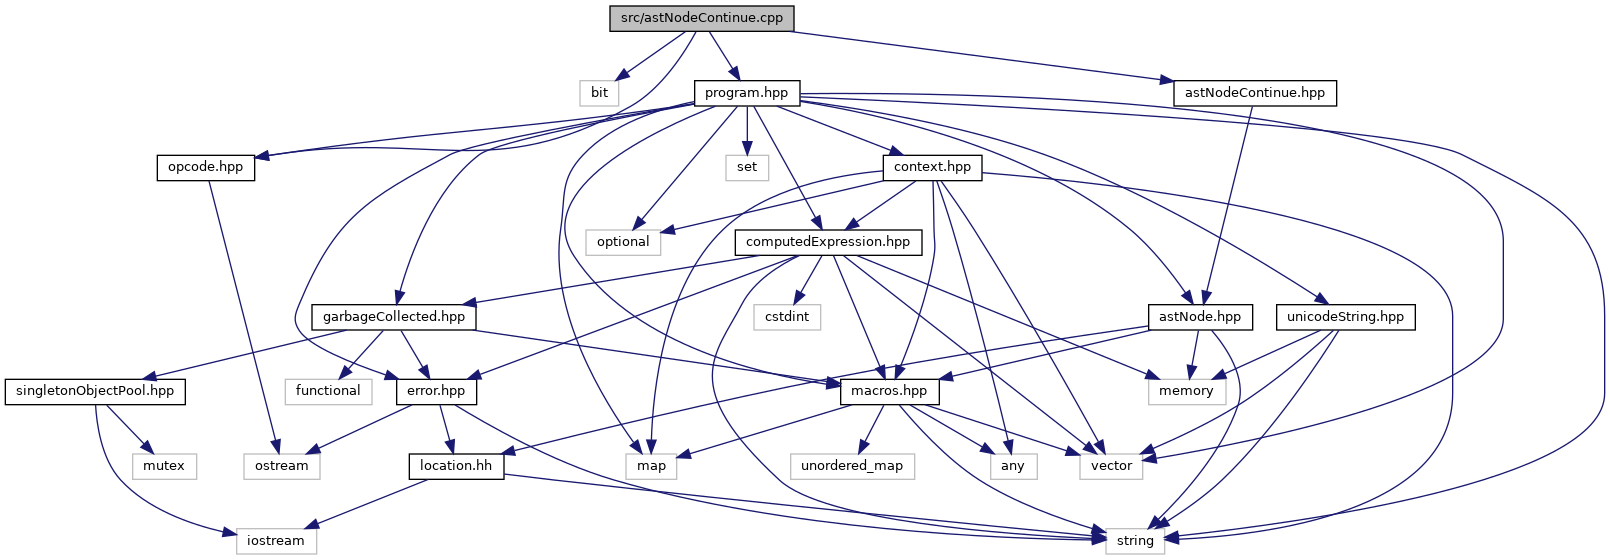 src/astNodeContinue.cpp
bit
program.hpp
astNodeContinue.hpp
opcode.hpp
set
context.hpp
optional
computedExpression.hpp
garbageCollected.hpp
cstdint
astNode.hpp
unicodeString.hpp
singletonObjectPool.hpp
functional
error.hpp
macros.hpp
memory
mutex
ostream
location.hh
map
unordered_map
any
vector
iostream
string